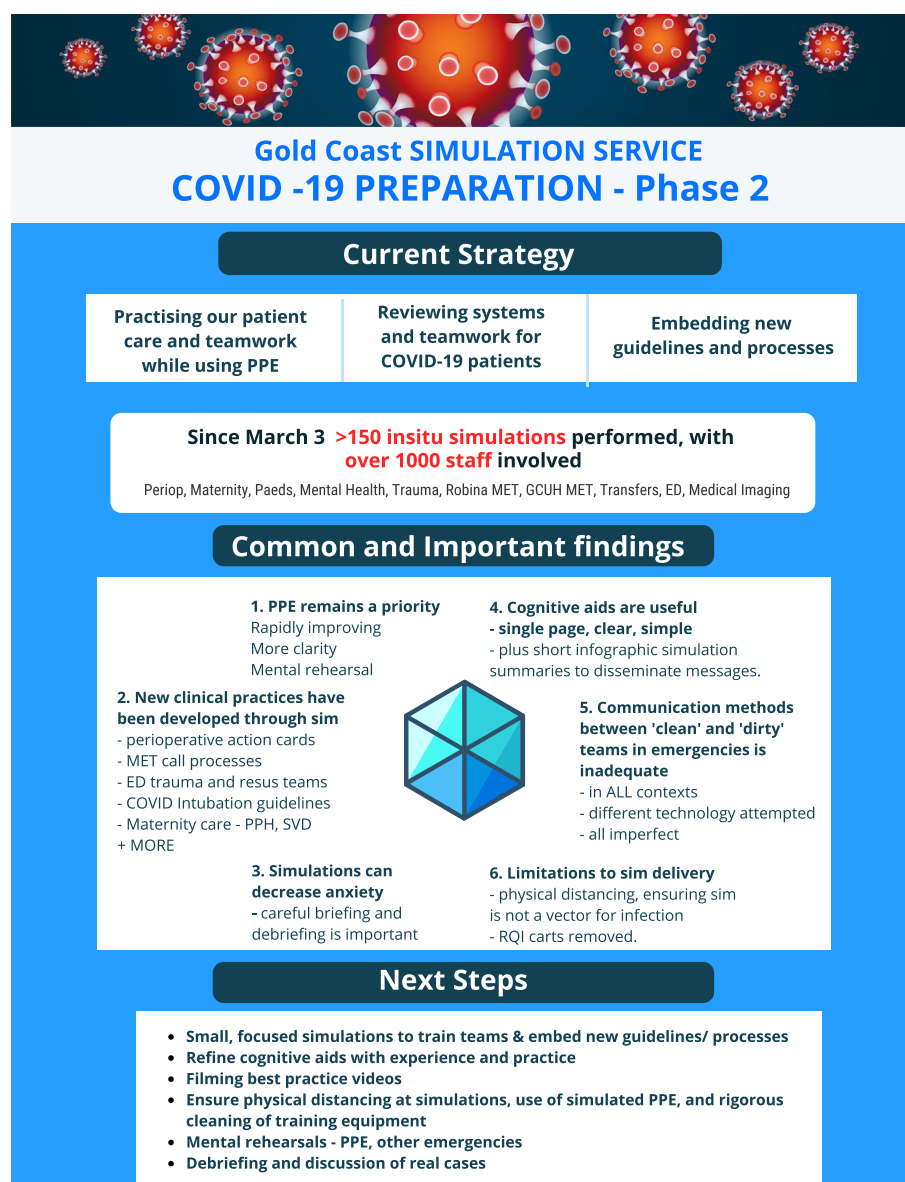 Gold Coast SIMULATION SERVICE
COVID -19 PREPARATION - Phase 2
Current Strategy
Practising our patient
care and teamwork
while using PPE
Reviewing systems
and teamwork for
COVID-19 patients
Embedding new
guidelines and processes
Since March 3 >150 insitu simulations performed, with
over 1000 staff involved
Periop, Maternity, Paeds, Mental Health, Trauma, Robina MET, GCUH MET, Transfers, ED, Medical Imaging
Common and Important findings
1. PPE remains a priority
Rapidly improving
More clarity
Mental rehearsal
2. New clinical practices have
been developed through sim
- perioperative action cards
- MET call processes
- ED trauma and resus teams
- COVID Intubation guidelines
- Maternity care - PPH, SVD
+ MORE
3. Simulations can
decrease anxiety
- careful briefing and
debriefing is important
4. Cognitive aids are useful
- single page, clear, simple
- plus short infographic simulation
summaries to disseminate messages.
5. Communication methods
between 'clean' and 'dirty'
teams in emergencies is
inadequate
- in ALL contexts
- different technology attempted
- all imperfect
6. Limitations to sim delivery
- physical distancing, ensuring sim
is not a vector for infection
- RQI carts removed.
Next Steps
• Small, focused simulations to train teams & embed new guidelines/ processes
• Refine cognitive aids with experience and practice
• Filming best practice videos
• Ensure physical distancing at simulations, use of simulated PPE, and rigorous
cleaning of training equipment
• Mental rehearsals - PPE, other emergencies
• Debriefing and discussion of real cases